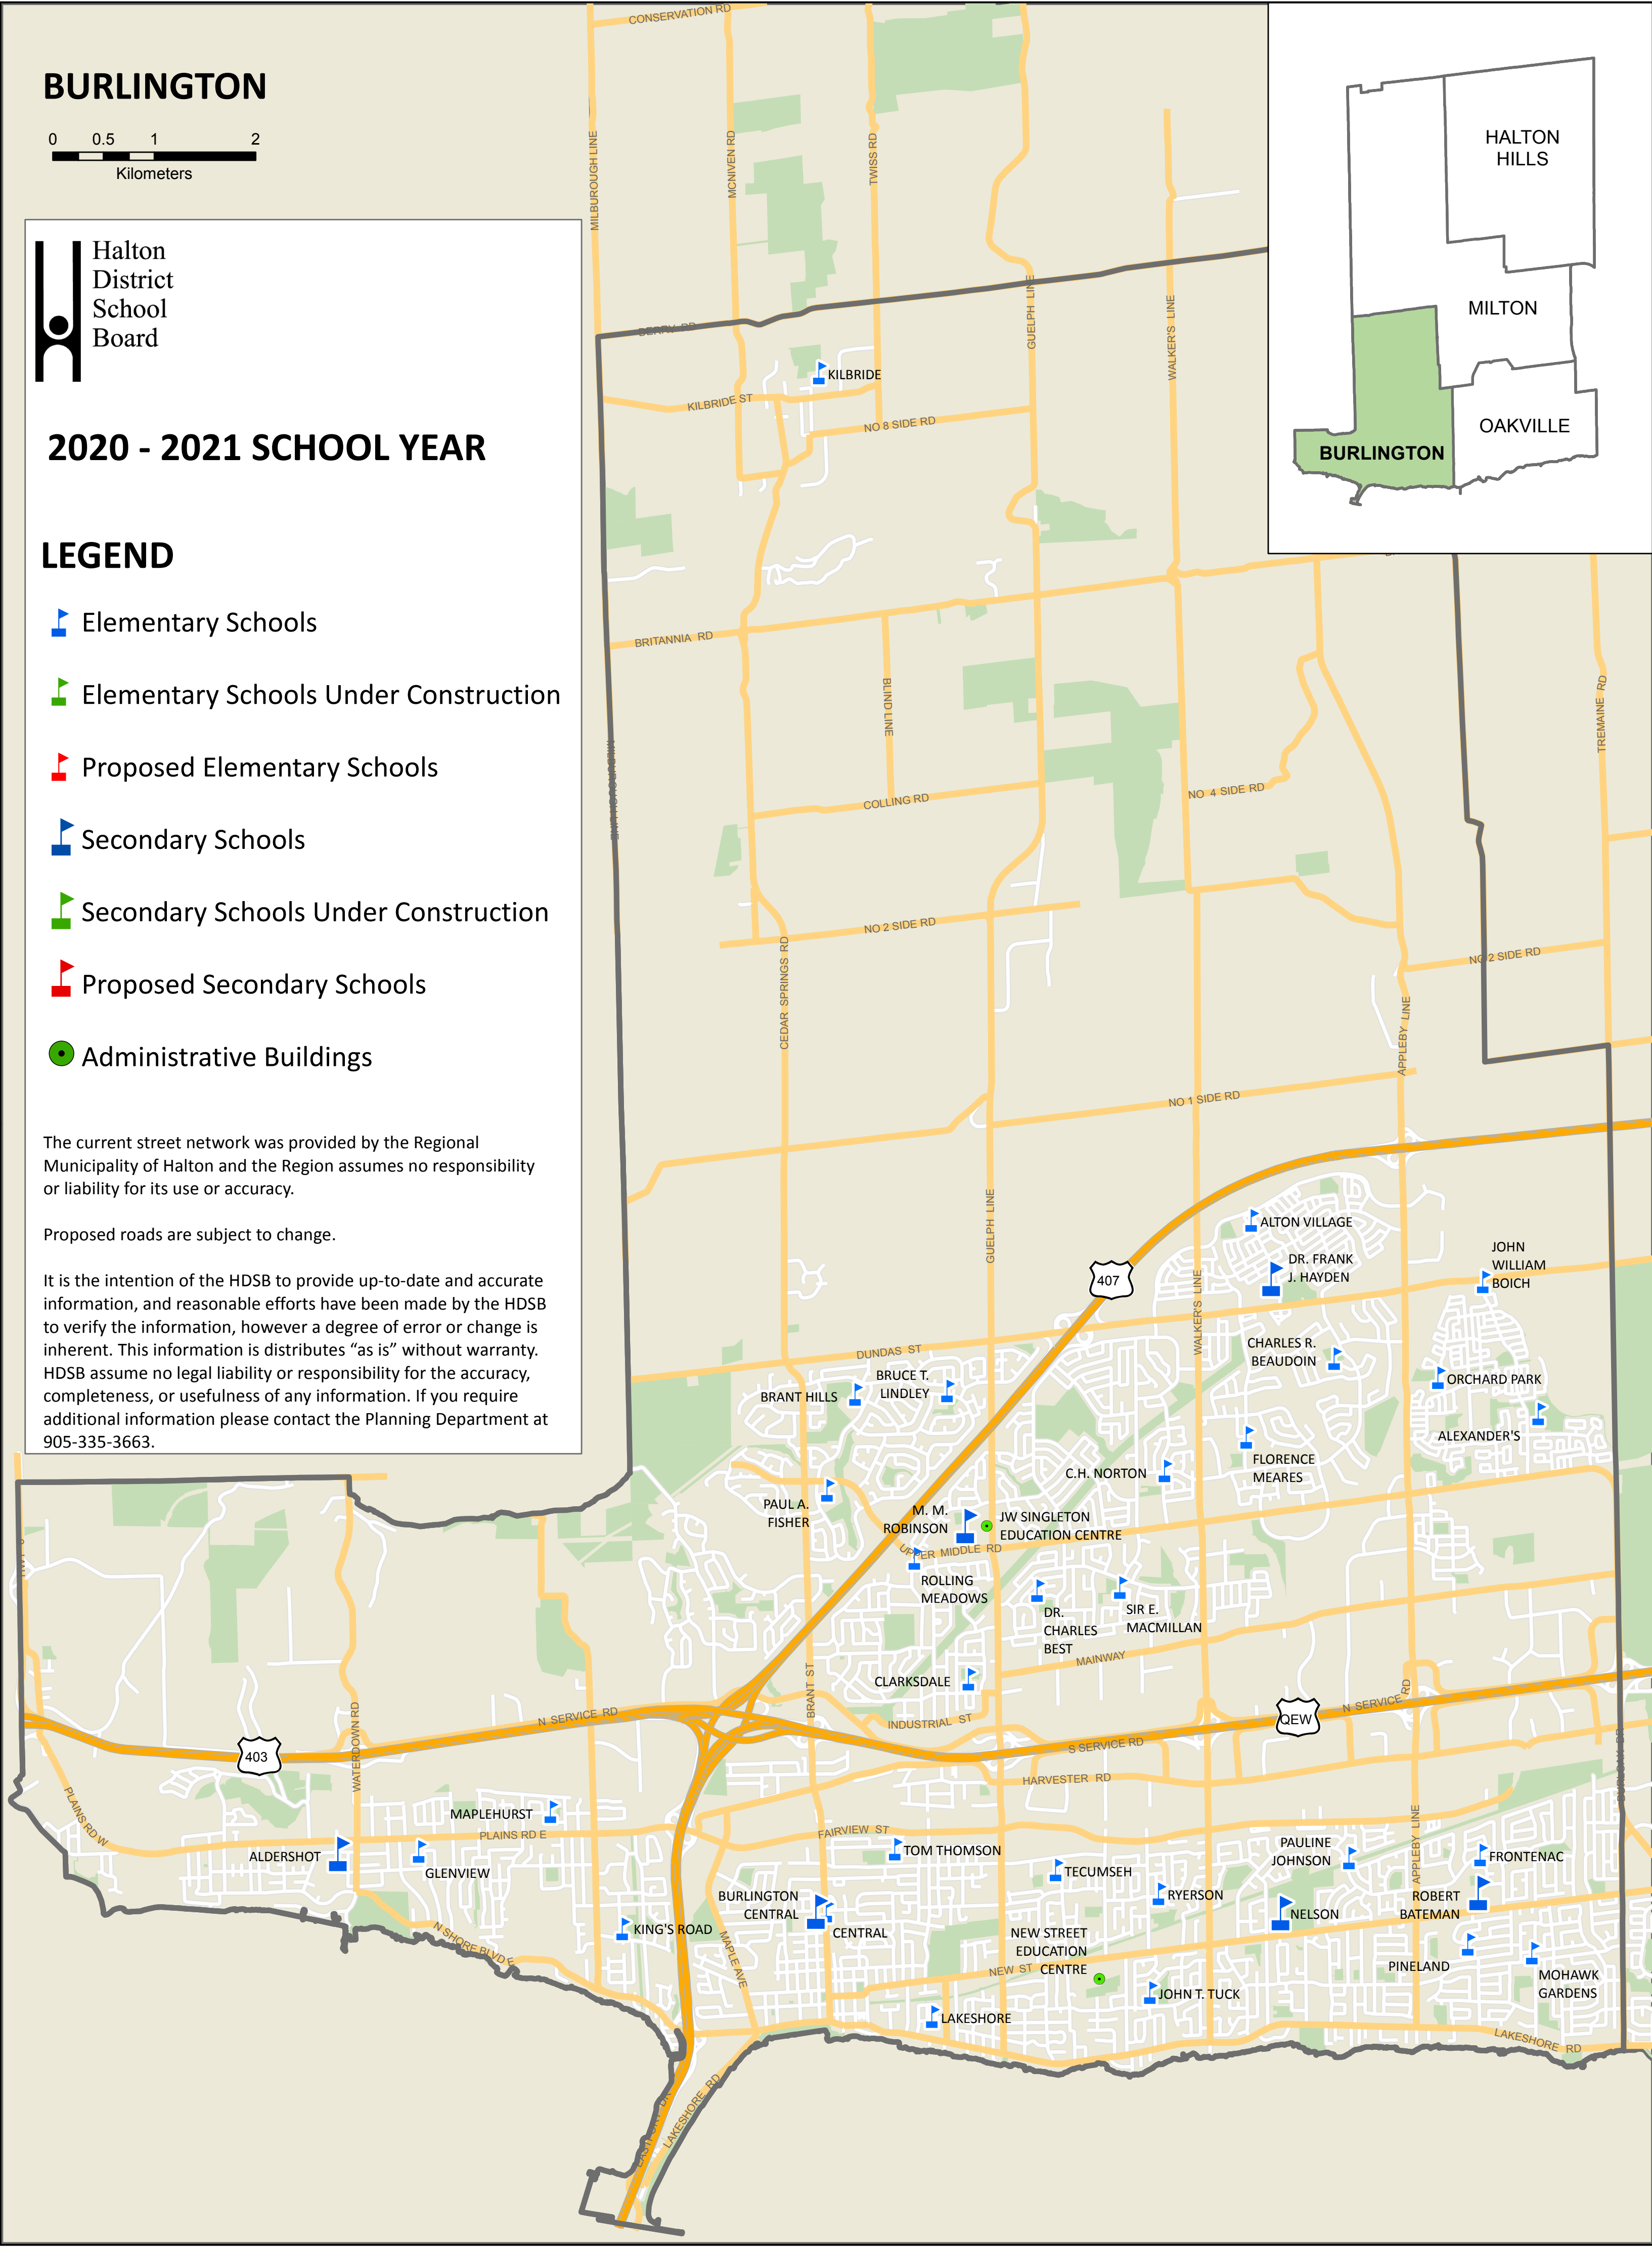 BURLINGTON
0 0.5 1 2
Kilometers
Halton
District
School
Board
2020 - 2021 SCHOOL YEAR
LEGEND
Elementary Schools
Elementary Schools Under Construction
Proposed Elementary Schools
Secondary Schools
Secondary Schools Under Construction
Proposed Secondary Schools
Administrative Buildings
The current street network was provided by the Regional
Municipality of Halton and the Region assumes no responsibility
or liability for its use or accuracy.
Proposed roads are subject to change.
It is the intention of the HDSB to provide up-to-date and accurate
information, and reasonable efforts have been made by the HDSB
to verify the information, however a degree of error or change is
inherent. This information is distributes “as is” without warranty.
HDSB assume no legal liability or responsibility for the accuracy,
completeness, or usefulness of any information. If you require
additional information please contact the Planning Department at
905-335-3663.
HALTON
HILLS
MILTON
OAKVILLE
BURLINGTON
CONSERVATION RD
MILBOROUGH LINE
MCNIVEN RD
TWISS RD
GUELPH LINE
WALKER'S LINE
DERRY RD
KILBRIDE
KILBRIDE ST
NO 8 SIDE RD
BRITANNIA RD
BLIND LINE
TREMAINE RD
MILBOROUGH LINE
COLLING RD
NO 4 SIDE RD
NO 2 SIDE RD
NO 2 SIDE RD
CEDAR SPRINGS RD
APPLEBY LINE
NO 1 SIDE RD
GUELPH LINE
ALTON VILLAGE
DR. FRANK
J. HAYDEN
JOHN
WILLIAM
BOICH
407
WALKER'S LINE
DUNDAS ST
CHARLES R.
BEAUDOIN
BRUCE T.
LINDLEY
BRANT HILLS
ORCHARD PARK
ALEXANDER'S
FLORENCE
MEARES
C.H. NORTON
PAUL A.
FISHER
M. M.
ROBINSON
JW SINGLETON
EDUCATION CENTRE
UPPER MIDDLE RD
ROLLING
MEADOWS
DR.
CHARLES
BEST
SIR E.
MACMILLAN
MAINWAY
CLARKSDALE
BRANT ST
INDUSTRIAL ST
N SERVICE RD
N SERVICE RD
QEW
S SERVICE RD
HARVESTER RD
403
WATERDOWN RD
PLAINS RD W
MAPLEHURST
PLAINS RD E
FAIRVIEW ST
ALDERSHOT
GLENVIEW
TOM THOMSON
TECUMSEH
PAULINE
JOHNSON
APPLEBY LINE
FRONTENAC
RYERSON
BURLINGTON
CENTRAL
CENTRAL
KING'S ROAD
NELSON
ROBERT
BATEMAN
NEW STREET
EDUCATION
CENTRE
NEW ST
MAPLE AVE
N SHORE BLVD E
PINELAND
MOHAWK
GARDENS
JOHN T. TUCK
LAKESHORE
LAKESHORE RD
LAKESHORE RD
BURLOAK DR